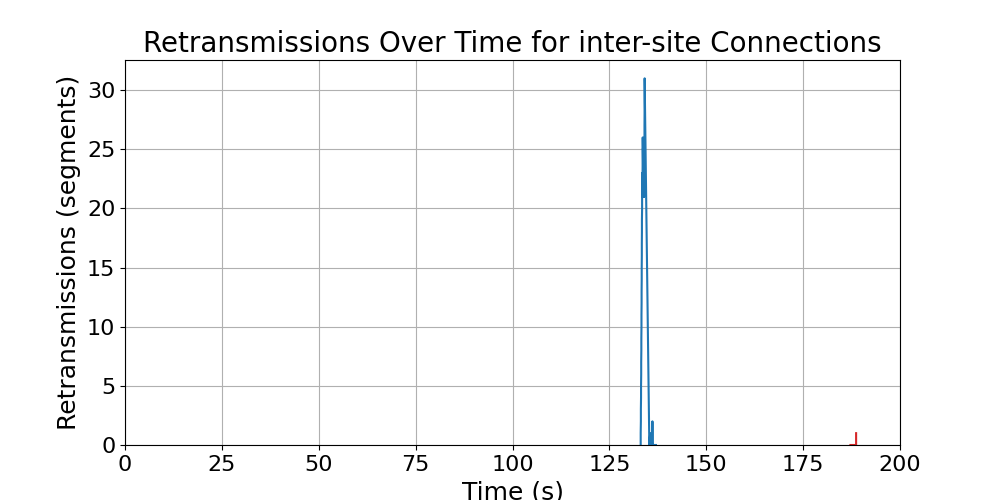 Retransmissions Over Time for inter-site Connections
Retransmissions (segments)
30
25
20
15
10
5
0
0 25 50 75 100 125 150 175 200
Time (s)